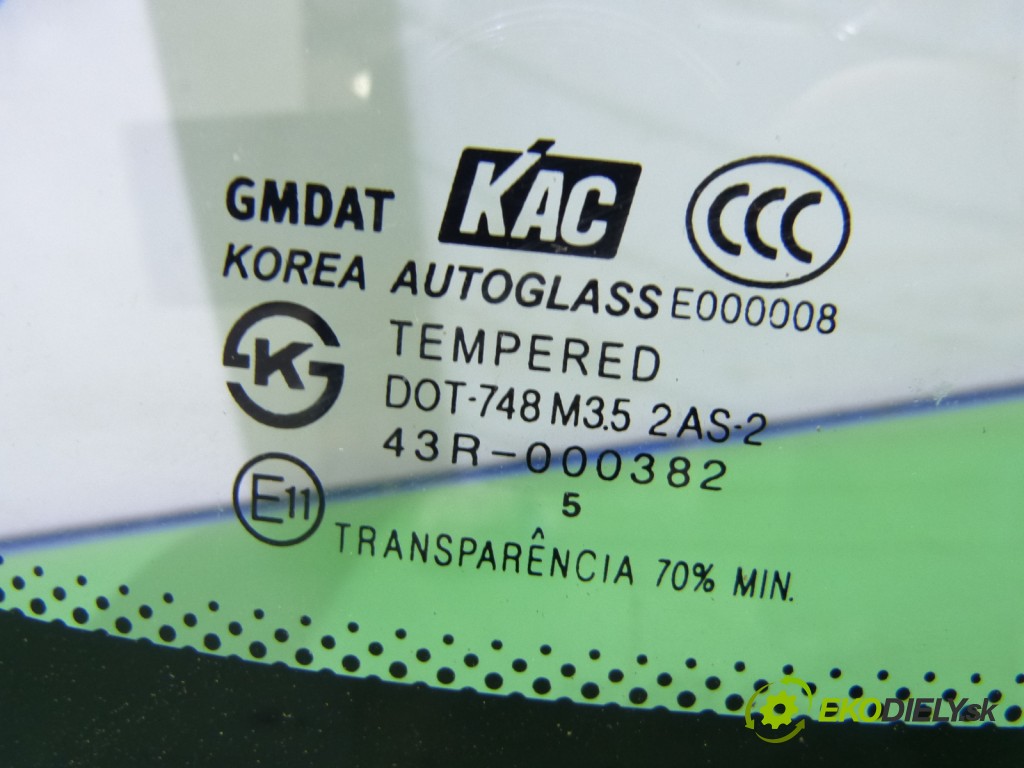 GMDAT KAC CCC
KOREA AUTOGLASS E000008
K TEMPERED
DOT-748 M3.5 2AS-2
43R-000382
E11 5
TRANSPARÊNCIA 70% MIN.
EKODIELY.sk